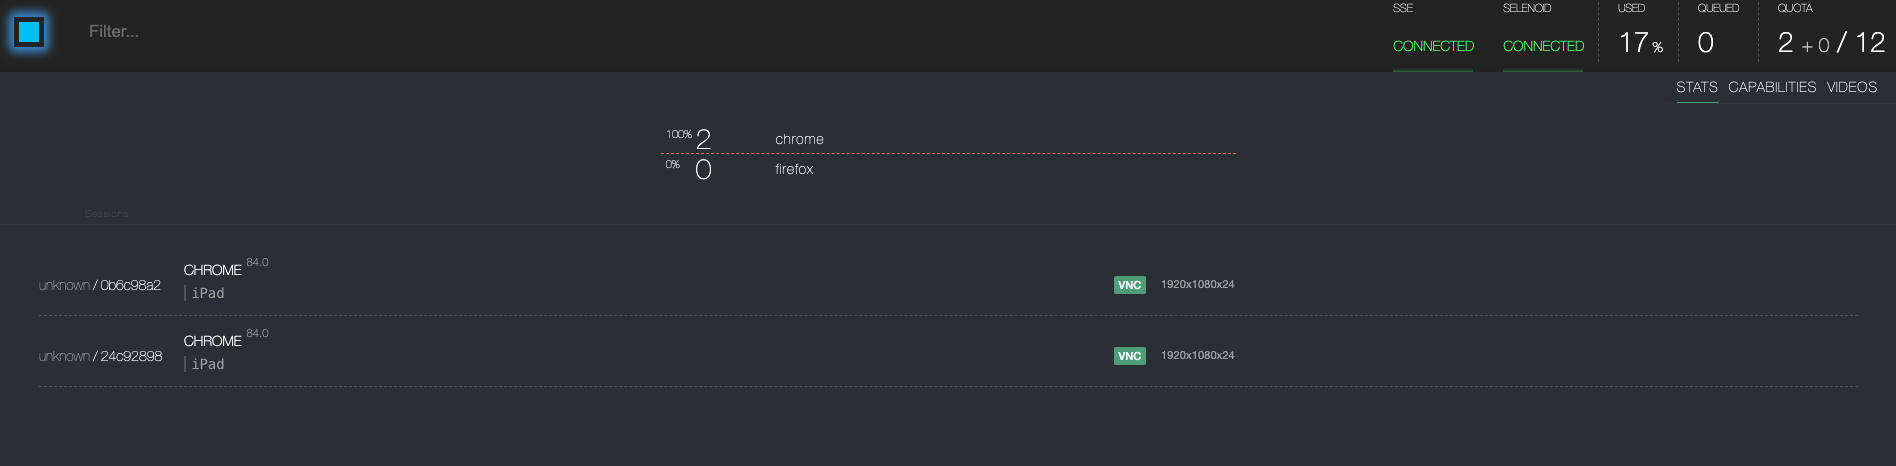 Filter...
SSE
CONNECTED
SELENOID
CONNECTED
USED
17 %
QUEUED
0
QUOTA
2 + 0 / 12
STATS CAPABILITIES VIDEOS
100% 2 chrome
0% 0 firefox
Sessions
unknown / 0b6c98a2 CHROME 84.0
iPad
VNC 1920x1080x24
unknown / 24c92898 CHROME 84.0
iPad
VNC 1920x1080x24